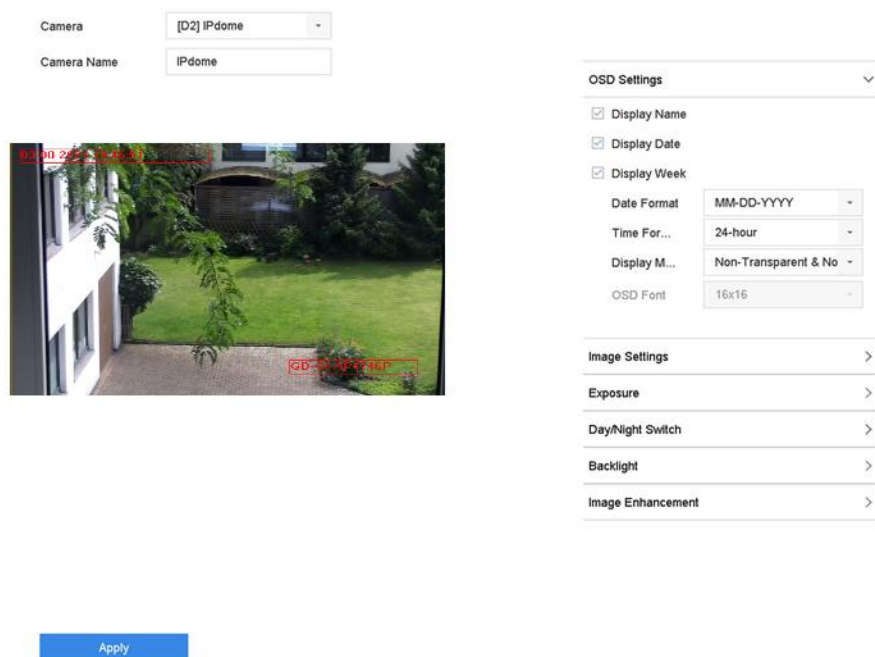 Camera
[D2] IPdome
Camera Name
IPdome
OSD Settings
Display Name
Display Date
Display Week
Date Format
MM-DD-YYYY
Time For...
24-hour
Display M...
Non-Transparent & No
OSD Font
16x16
Image Settings
Exposure
Day/Night Switch
Backlight
Image Enhancement
Apply